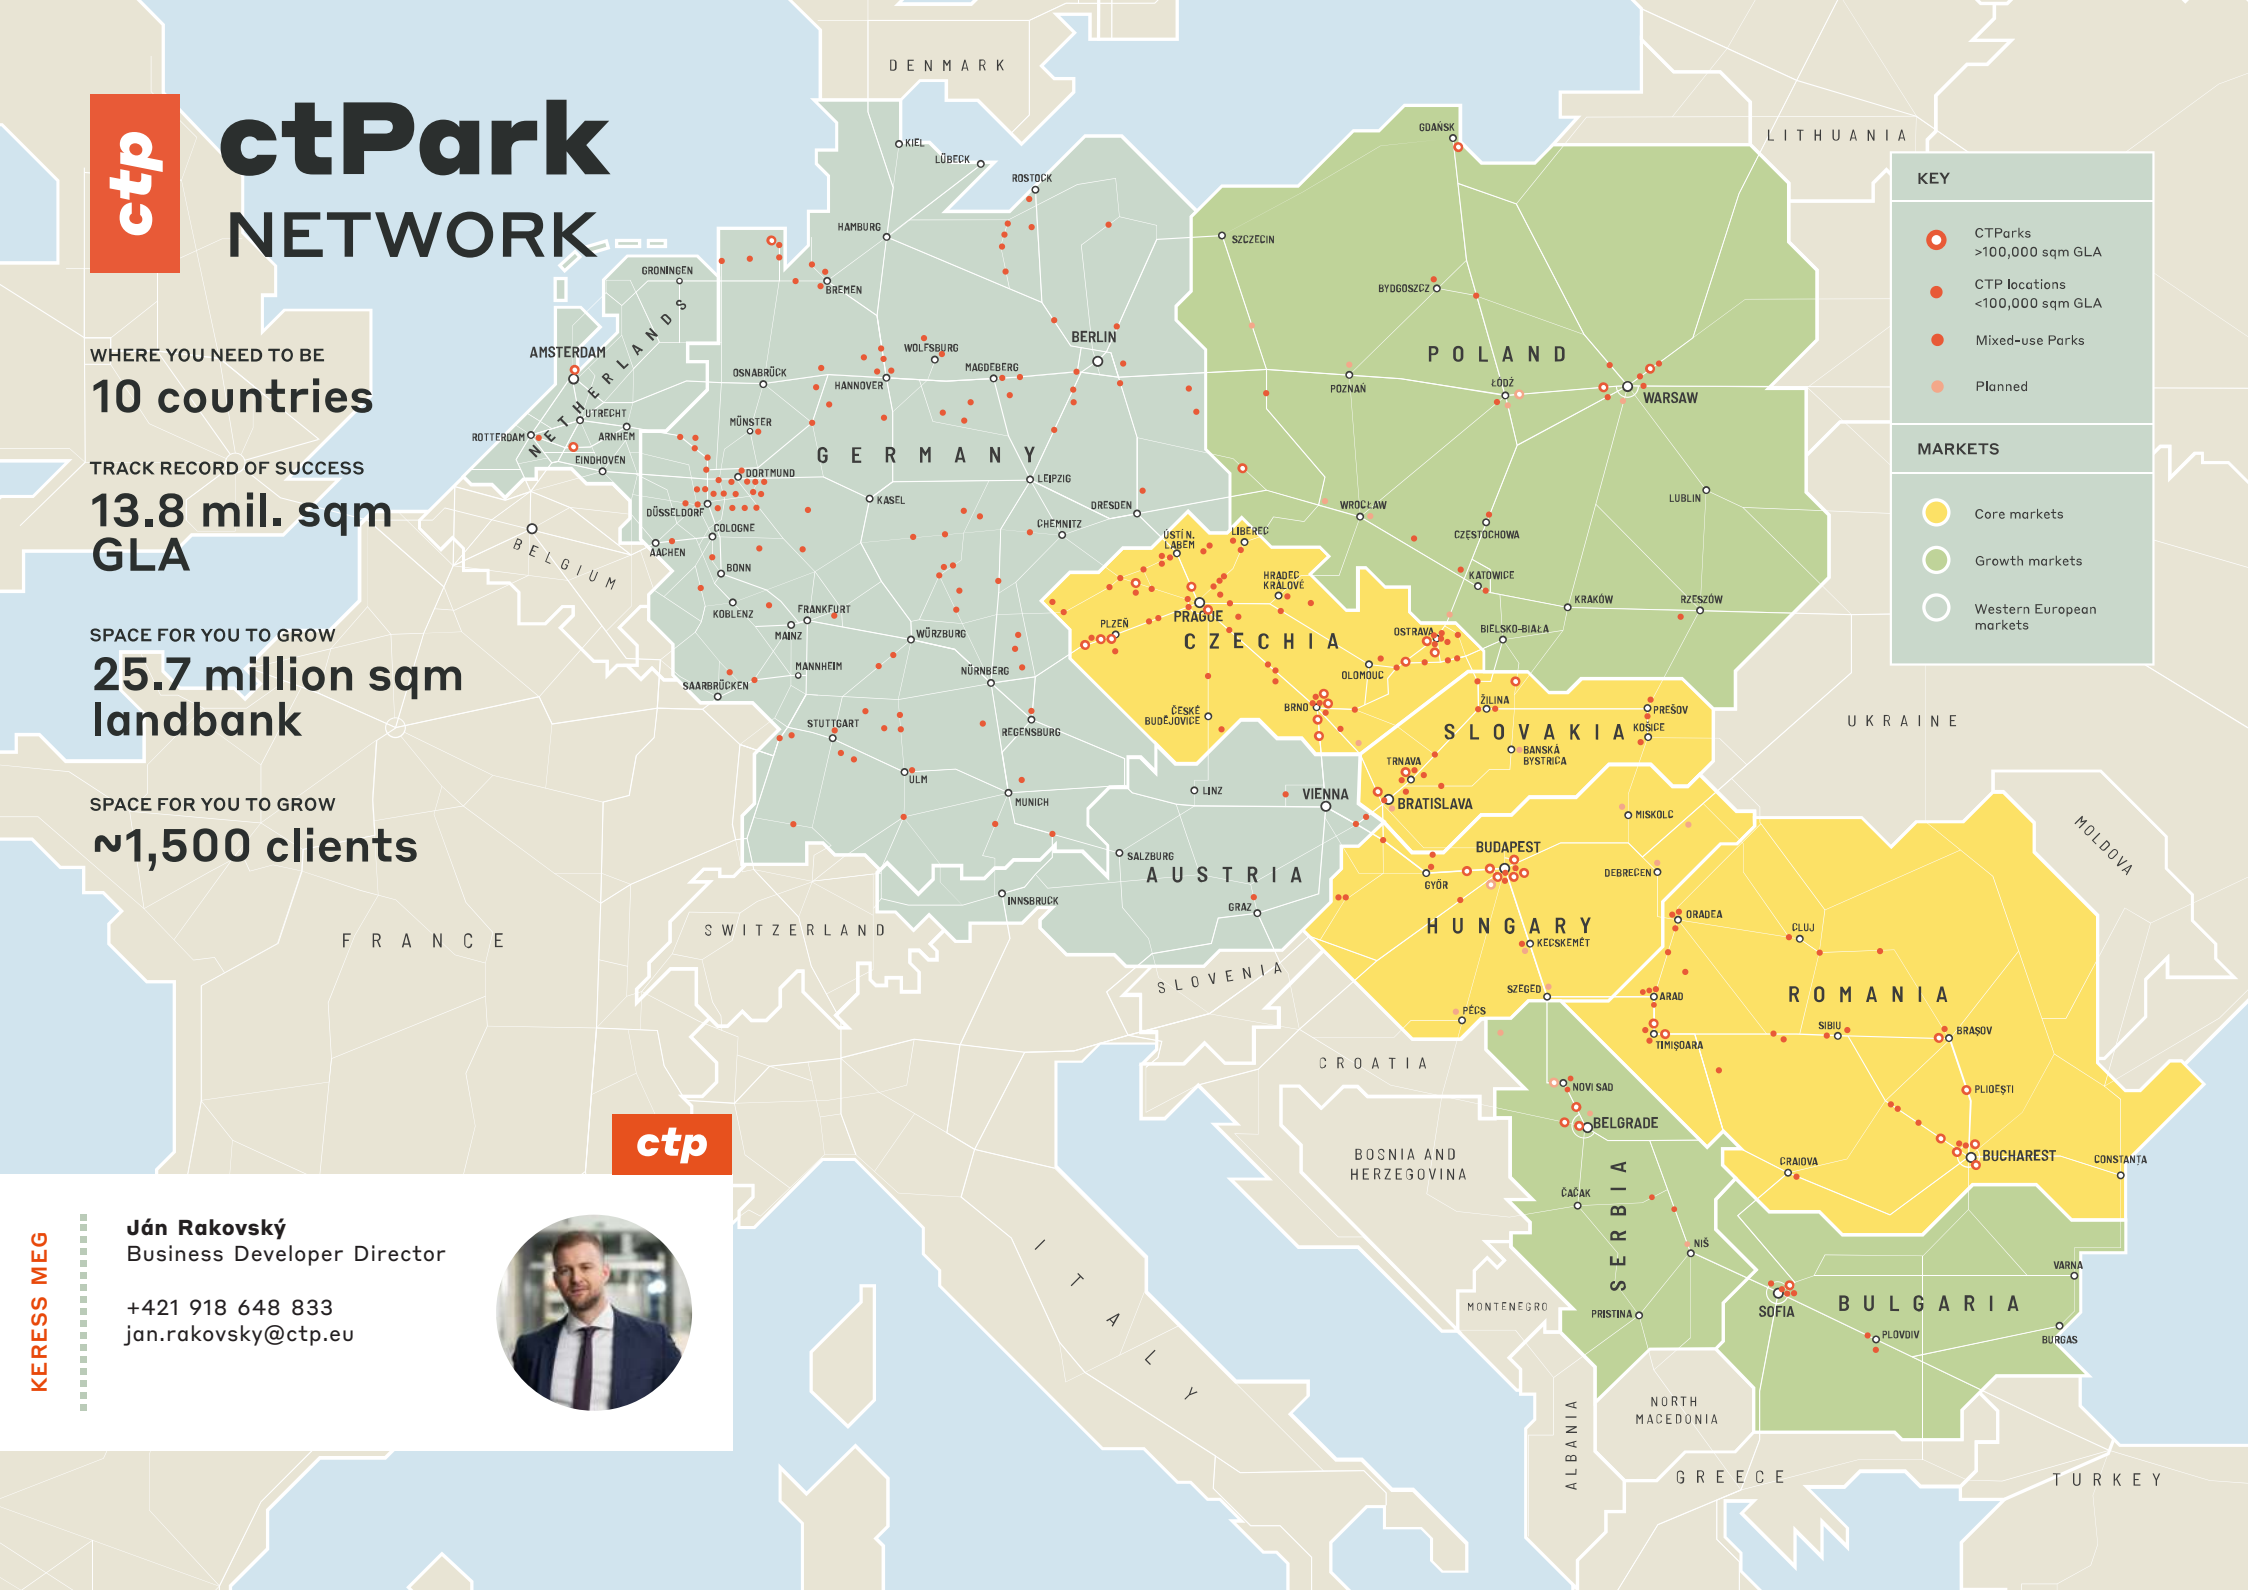 ctp
ctPark
NETWORK
WHERE YOU NEED TO BE
10 countries
TRACK RECORD OF SUCCESS
13.8 mil. sqm
GLA
SPACE FOR YOU TO GROW
25.7 million sqm
landbank
SPACE FOR YOU TO GROW
~1,500 clients
KEY
CTParks
>100,000 sqm GLA
CTP locations
<100,000 sqm GLA
Mixed-use Parks
Planned
MARKETS
Core markets
Growth markets
Western European
markets
DENMARK
LITHUANIA
KIEL
LÜBECK
ROSTOCK
HAMBURG
BREMEN
GRONINGEN
NETHERLANDS
AMSTERDAM
UTRECHT
ROTTERDAM
ARNHEM
EINDHOVEN
BELGIUM
OSNABRÜCK
HANNOVER
WOLFSBURG
MAGDEBERG
BERLIN
MÜNSTER
GERMANY
DORTMUND
DÜSSELDORF
COLOGNE
AACHEN
BONN
KOBLENZ
KASEL
LEIPZIG
DRESDEN
CHEMNITZ
FRANKFURT
MAINZ
WÜRZBURG
MANNHEIM
SAARBRÜCKEN
NÜRNBERG
STUTTGART
REGENSBURG
ULM
MUNICH
GDAŃSK
SZCZECIN
BYDGOSZCZ
POLAND
POZNAŃ
ŁÓDŹ
WARSAW
WROCŁAW
LUBLIN
CZĘSTOCHOWA
KATOWICE
KRAKÓW
RZESZÓW
BIELSKO-BIAŁA
ÚSTÍ N.
LABEM
LIBEREC
HRADEC
KRÁLOVÉ
PRAGUE
PLZEŇ
CZECHIA
OSTRAVA
OLOMOUC
BRNO
ČESKÉ
BUDĚJOVICE
ŽILINA
PREŠOV
KOŠICE
SLOVAKIA
BANSKÁ
BYSTRICA
TRNAVA
BRATISLAVA
UKRAINE
MOLDOVA
LINZ
VIENNA
SALZBURG
AUSTRIA
INNSBRUCK
GRAZ
FRANCE
SWITZERLAND
SLOVENIA
MISKOLC
BUDAPEST
DEBRECEN
GYŐR
HUNGARY
KECSKEMÉT
SZEGED
PÉCS
CROATIA
ORADEA
CLUJ
ROMANIA
ARAD
TIMIȘOARA
SIBIU
BRAȘOV
PLIOEȘTI
BUCHAREST
CONSTANȚA
CRAIOVA
NOVI SAD
BELGRADE
BOSNIA AND
HERZEGOVINA
ČAČAK
SERBIA
NIŠ
PRISTINA
MONTENEGRO
SOFIA
BULGARIA
VARNA
BURGAS
PLOVDIV
NORTH
MACEDONIA
ALBANIA
GREECE
TURKEY
ITALY
ctp
KERESS MEG
Ján Rakovský
Business Developer Director
+421 918 648 833
jan.rakovsky@ctp.eu